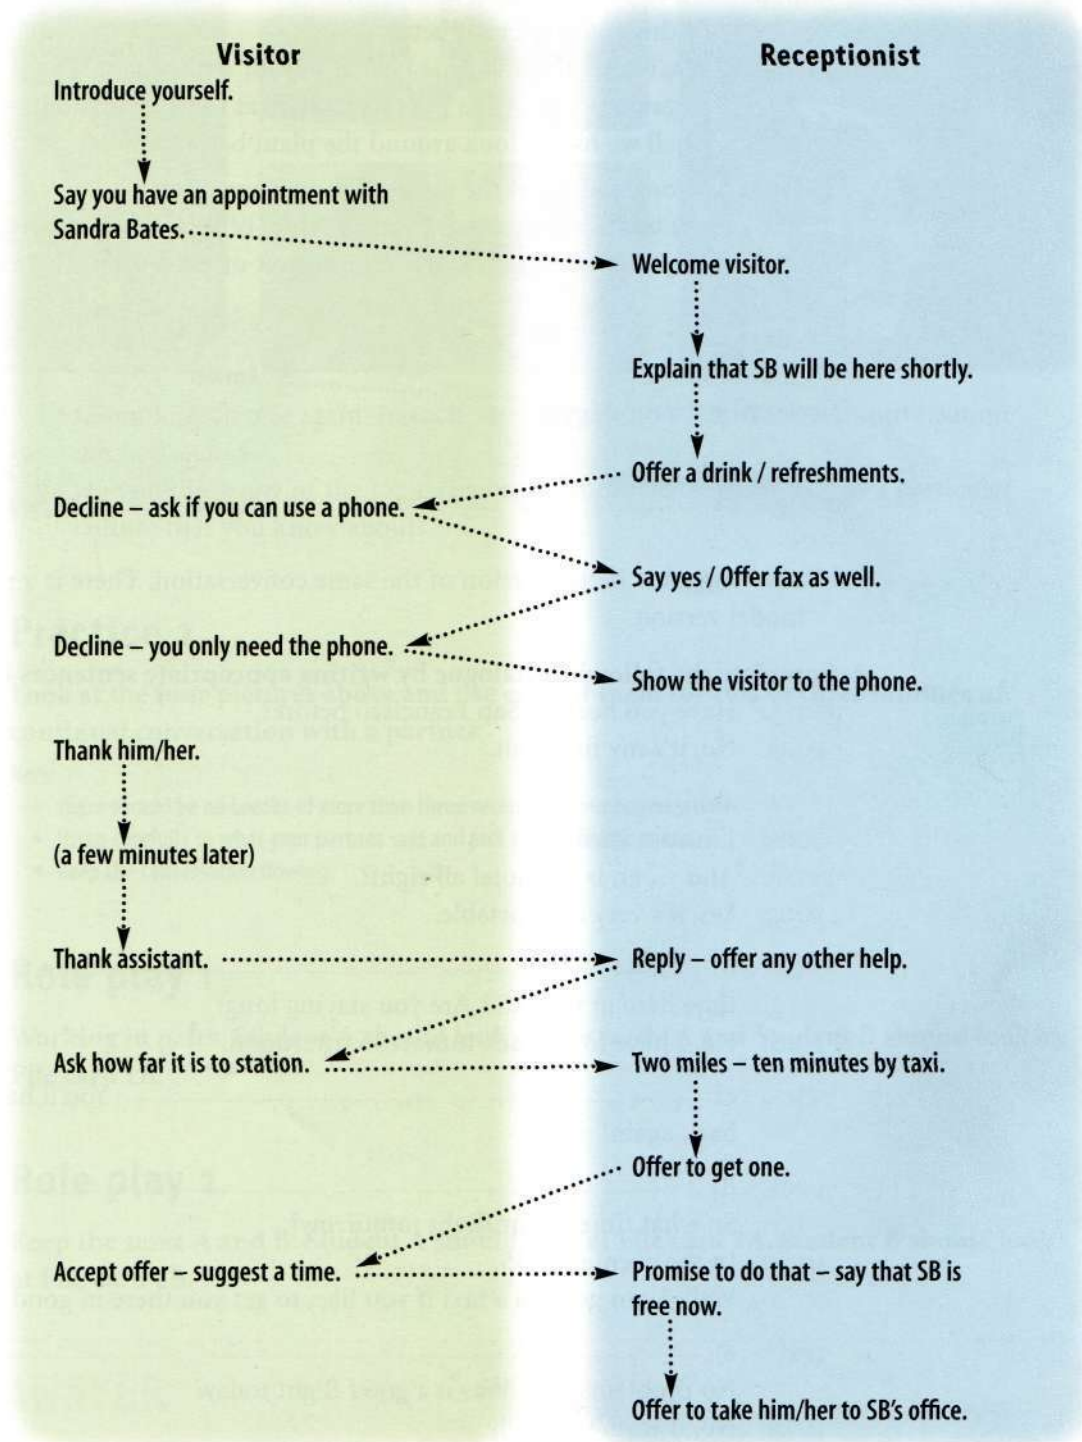 Visitor
Receptionist
Introduce yourself.
Say you have an appointment with
Sandra Bates.
Welcome visitor.
Explain that SB will be here shortly.
Offer a drink / refreshments.
Decline – ask if you can use a phone.
Say yes / Offer fax as well.
Decline – you only need the phone.
Show the visitor to the phone.
Thank him/her.
(a few minutes later)
Thank assistant.
Reply – offer any other help.
Ask how far it is to station.
Two miles – ten minutes by taxi.
Offer to get one.
Accept offer – suggest a time.
Promise to do that – say that SB is
free now.
Offer to take him/her to SB's office.